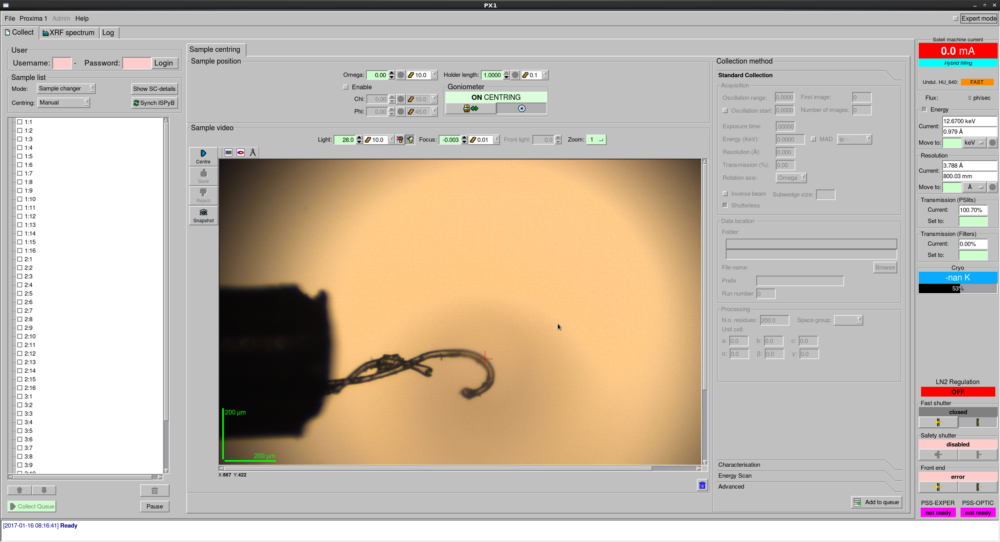 PX1
File Proxima 1 Admin Help Expert mode
Collect XRF spectrum Log
User
Username: - Password: Login
Sample list
Mode: Sample changer Show SC-details
Centring: Manual Synch ISPyB
1:1
1:2
1:3
1:4
1:5
1:6
1:7
1:8
1:9
1:10
1:11
1:12
1:13
1:14
1:15
1:16
2:1
2:2
2:3
2:4
2:5
2:6
2:7
2:8
2:9
2:10
2:11
2:12
2:13
2:14
2:15
2:16
3:1
3:2
3:3
3:4
3:5
3:6
3:7
3:8
3:9
3:10
Collect Queue Pause
Sample centring
Sample position
Omega: 0.00 10.0 Holder length: 1.0000 0.1
Enable
Goniometer
ON CENTRING
Chi: 0.00 10.0
Phi: 0.00 45.0
Sample video
Light: 28.0 10.0 Focus: -0.003 0.01 Front light: 0.0 Zoom: 1
Centre
Save
Reject
Snapshot
200 µm
200 µm
X:867 Y:422
Collection method
Standard Collection
Acquisition
Oscillation range: 0.0000 First image: 0
Oscillation start: 0.0000 Number of images: 0
Exposure time: .00000
Energy (KeV): 0.0000 MAD ip: -
Resolution (Å): 0.000
Transmission (%): 0.00
Rotation axis: Omega
Inverse beam Subwedge size:
Shutterless
Data location
Folder:
File name: Browse
Prefix
Run number 0
Processing
N.o. residues: 200.0 Space group:
Unit cell:
a: 0.0 b: 0.0 c: 0.0
α: 0.0 β: 0.0 γ: 0.0
Characterisation
Energy Scan
Advanced
Add to queue
Soleil machine current
0.0 mA
Hybrid filling
Undul. HU_640: FAST
Flux: 0 ph/sec
Energy
Current: 12.6700 keV
0.979 Å
Move to: keV
Resolution
Current: 3.788 Å
800.03 mm
Move to: Å
Transmission (PSlits)
Current: 100.70%
Set to:
Transmission (Filters)
Current: 0.00%
Set to:
Cryo
-nan K
53%
LN2 Regulation
OFF
Fast shutter
closed
Safety shutter
disabled
Front end
error
PSS-EXPER PSS-OPTIC
not ready not ready
[2017-01-16 08:16:41] Ready